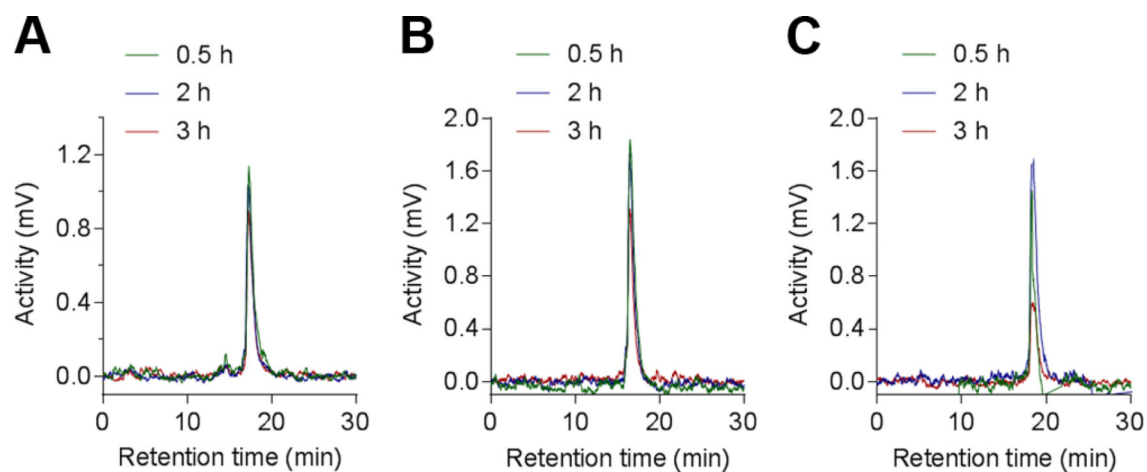 A
0.5 h
2 h
3 h
1.2
0.8
0.4
0.0
Activity (mV)
0 10 20 30
Retention time (min)
B
0.5 h
2 h
3 h
2.0
1.6
1.2
0.8
0.4
0.0
Activity (mV)
0 10 20 30
Retention time (min)
C
0.5 h
2 h
3 h
2.0
1.6
1.2
0.8
0.4
0.0
Activity (mV)
0 10 20 30
Retention time (min)